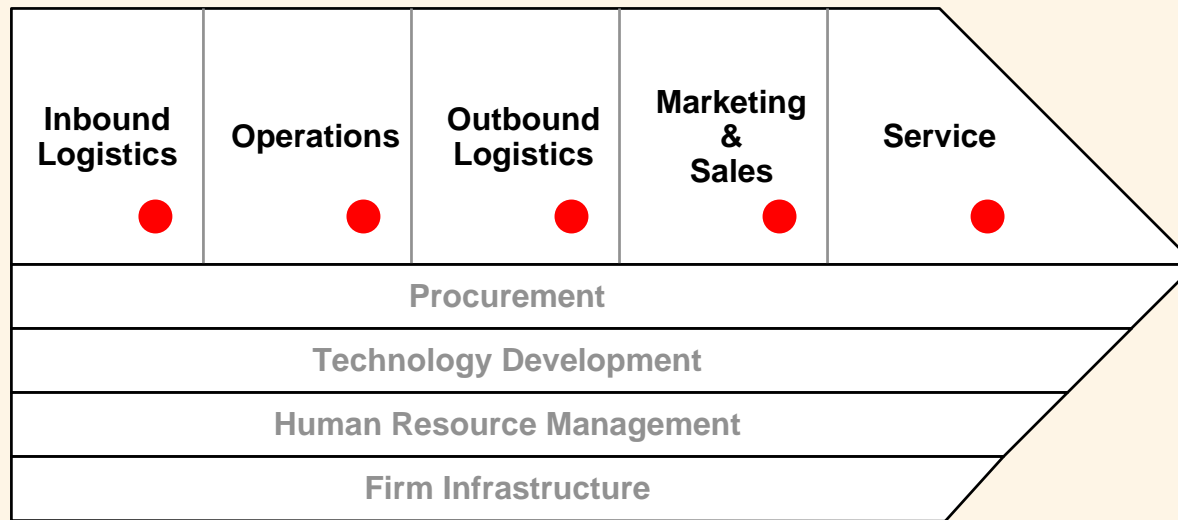 Inbound
Logistics
Operations
Outbound
Logistics
Marketing
&
Sales
Service
Procurement
Technology Development
Human Resource Management
Firm Infrastructure